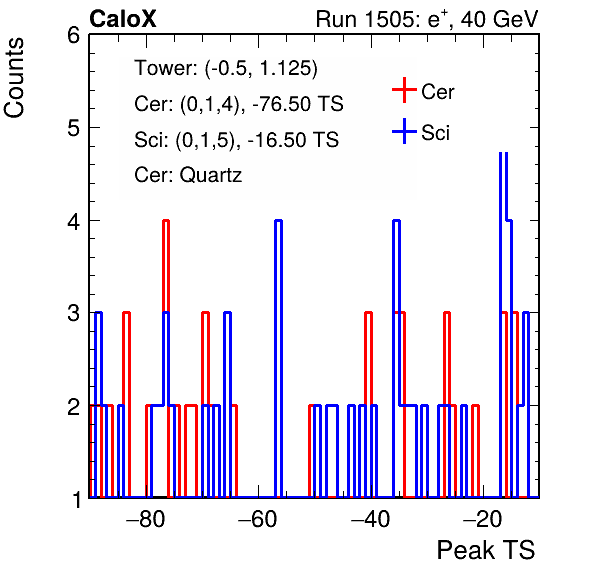 CaloX Run 1505: e⁺, 40 GeV
Counts
6
Tower: (-0.5, 1.125)
Cer: (0,1,4), -76.50 TS
Sci: (0,1,5), -16.50 TS
Cer: Quartz
Cer
Sci
5
4
3
2
1
−80 −60 −40 −20
Peak TS